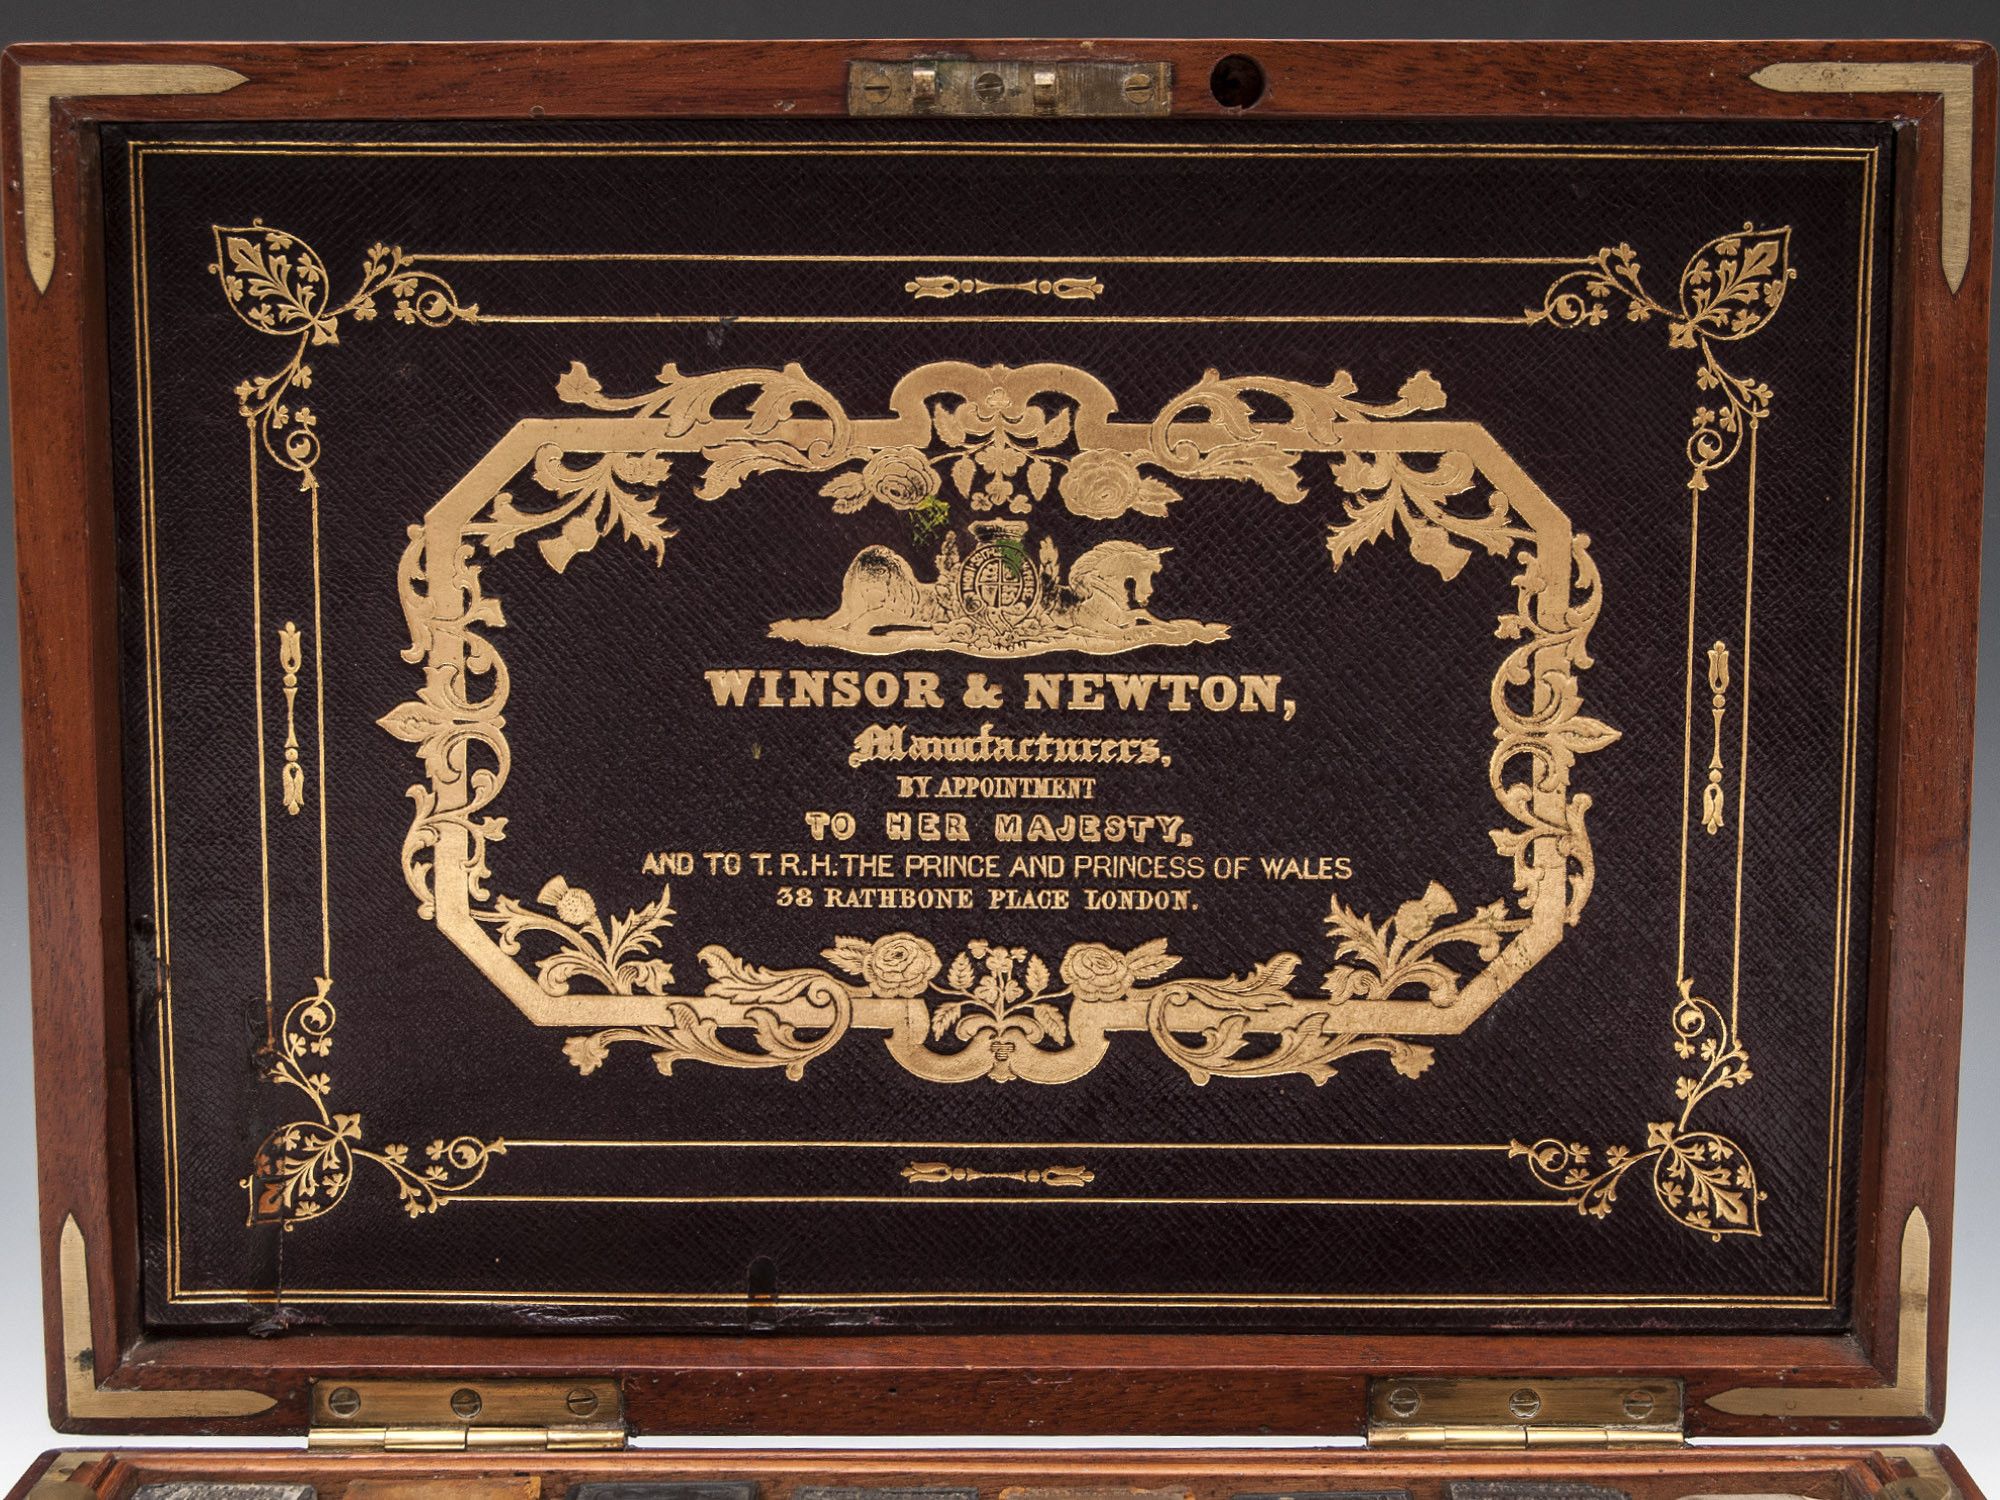 WINSOR & NEWTON,
Manufacturers,
BY APPOINTMENT
TO HER MAJESTY,
AND TO T.R.H. THE PRINCE AND PRINCESS OF WALES
38 RATHBONE PLACE LONDON.